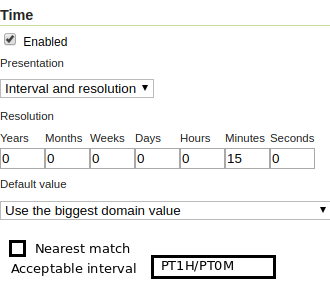 Time
Enabled
Presentation
Interval and resolution
Resolution
Years Months Weeks Days Hours Minutes Seconds
0 0 0 0 0 15 0
Default value
Use the biggest domain value
Nearest match
Acceptable interval PT1H/PT0M